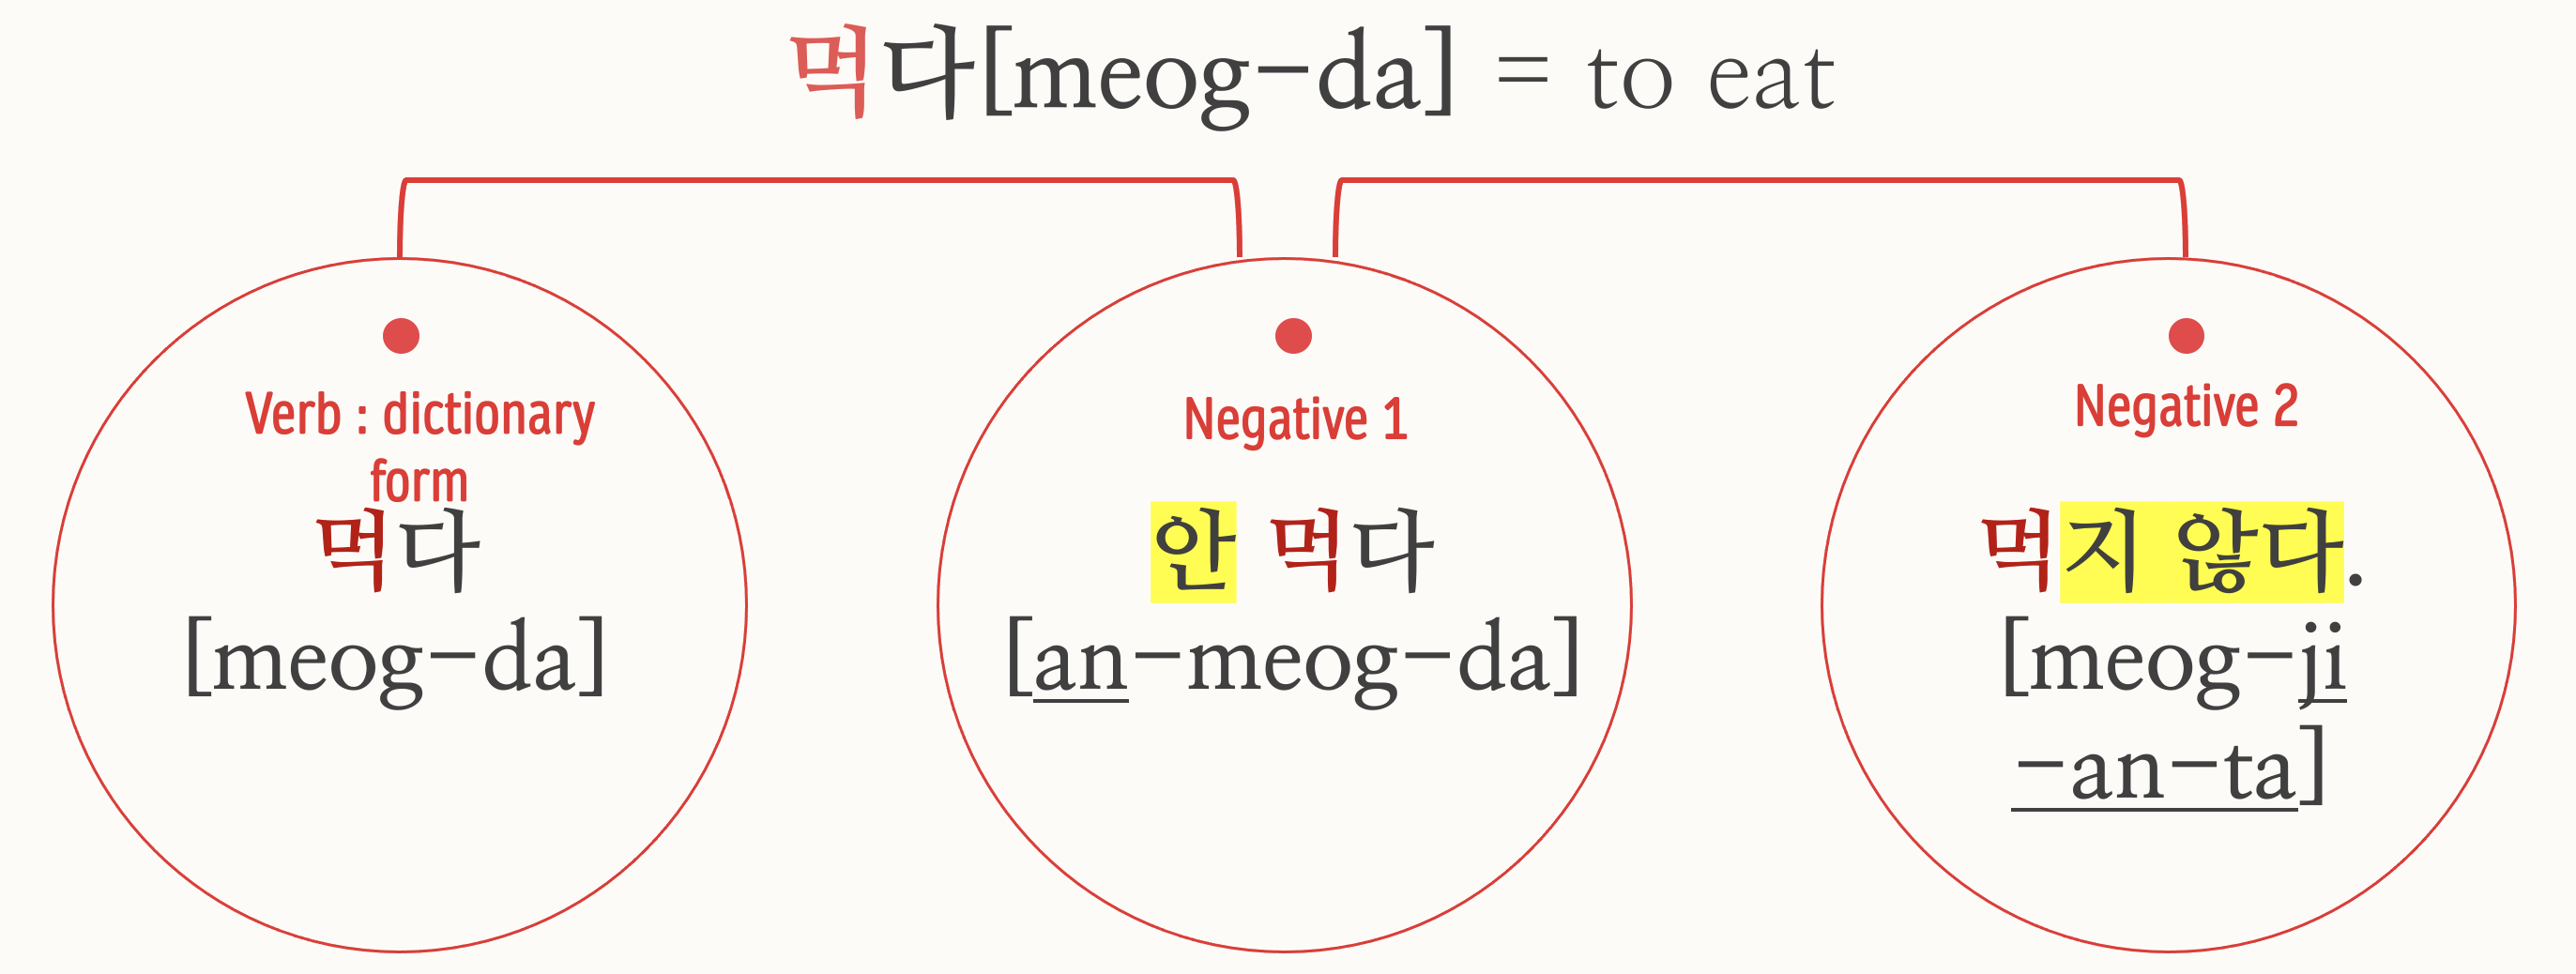 먹다[meog-da] = to eat
Verb : dictionary
form
먹다
[meog-da]
Negative 1
안 먹다
[an-meog-da]
Negative 2
먹지 않다.
[meog-ji
-an-ta]